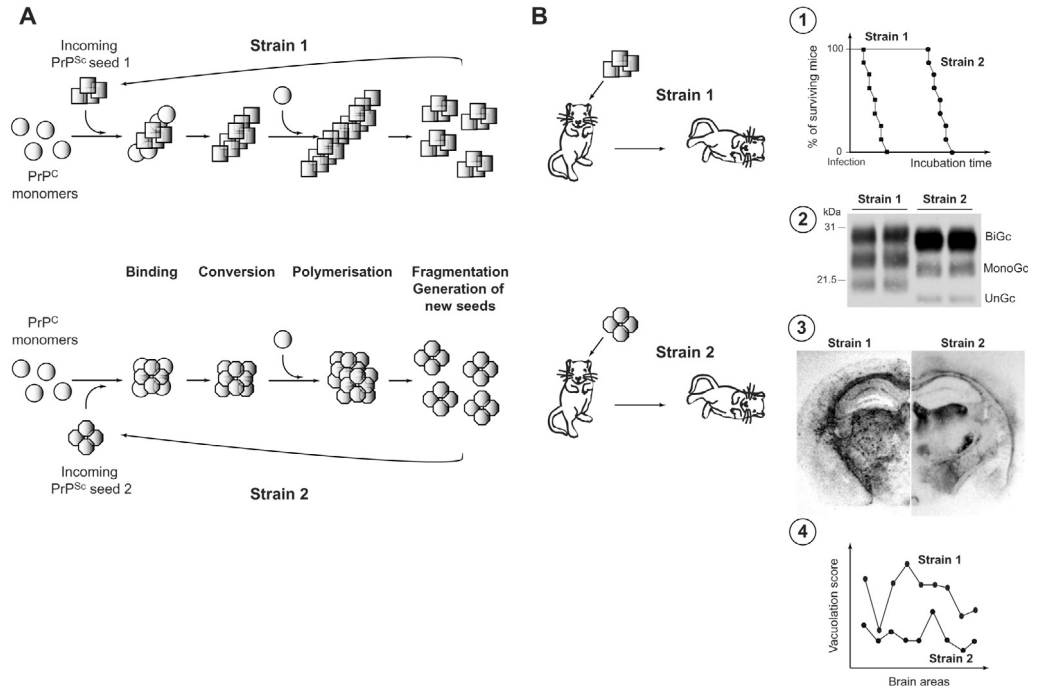 A
Incoming
PrPSc seed 1
Strain 1
PrPC
monomers
Binding
Conversion
Polymerisation
Fragmentation
Generation of
new seeds
PrPC
monomers
Incoming
PrPSc seed 2
Strain 2
B
Strain 1
Strain 2
1
Strain 1
100
Strain 2
% of surviving mice
0
Infection
Incubation time
2
Strain 1
Strain 2
kDa
31
BiGc
MonoGc
21.5
UnGc
3
Strain 1
Strain 2
4
Strain 1
Vacuolation score
Strain 2
Brain areas